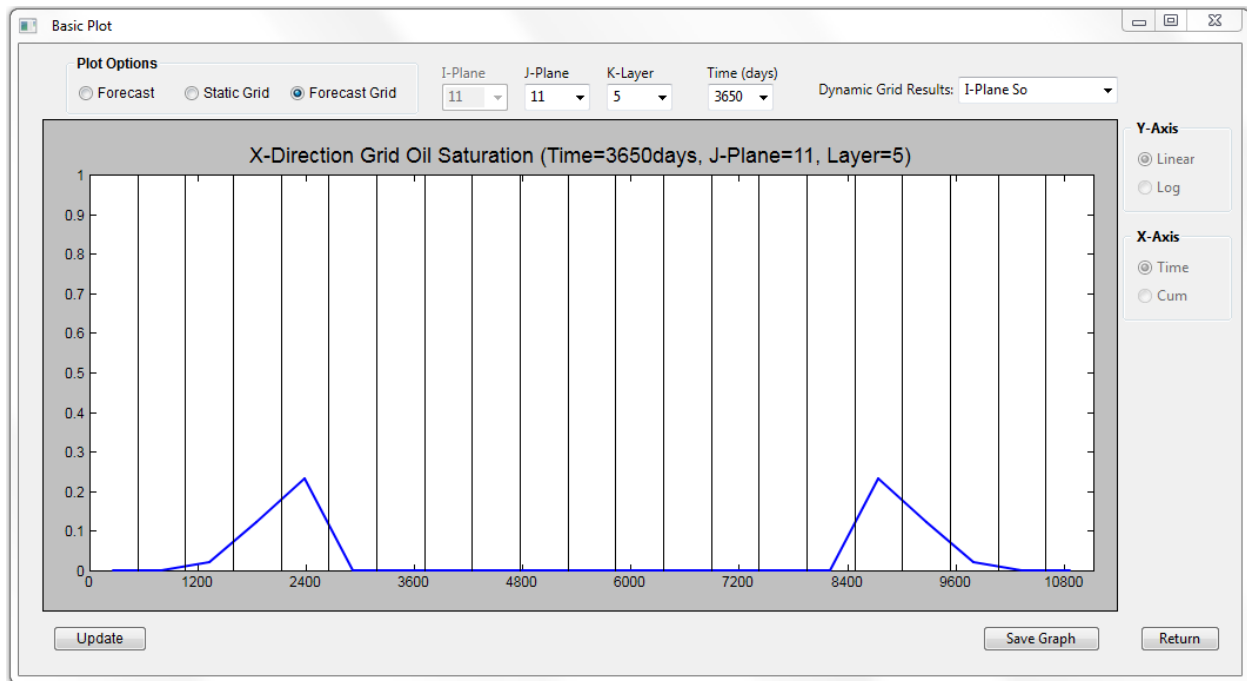 Basic Plot
Plot Options
Forecast Static Grid Forecast Grid
I-Plane J-Plane K-Layer Time (days)
11 11 5 3650
Dynamic Grid Results: I-Plane So
X-Direction Grid Oil Saturation (Time=3650days, J-Plane=11, Layer=5)
1
0.9
0.8
0.7
0.6
0.5
0.4
0.3
0.2
0.1
0
0 1200 2400 3600 4800 6000 7200 8400 9600 10800
Y-Axis
Linear
Log
X-Axis
Time
Cum
Update Save Graph Return